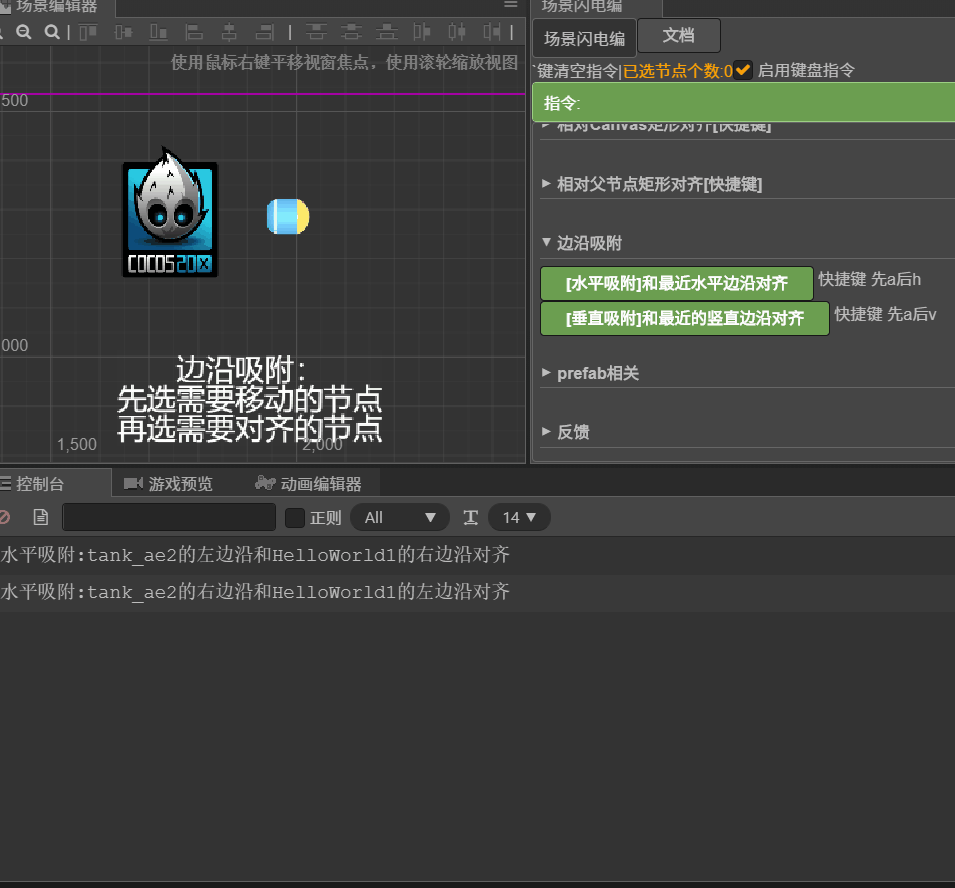 场景编辑器
使用鼠标右键平移视窗焦点，使用滚轮缩放视图
500
COCOS20X
000
边沿吸附：
先选需要移动的节点
再选需要对齐的节点
1,500
2,000
场景闪电编
场景闪电编
文档
`键清空指令|已选节点个数:0 启用键盘指令
指令:
相对Canvas矩形对齐[快捷键]
相对父节点矩形对齐[快捷键]
边沿吸附
[水平吸附]和最近水平边沿对齐 快捷键 先a后h
[垂直吸附]和最近的竖直边沿对齐 快捷键 先a后v
prefab相关
反馈
控制台 游戏预览 动画编辑器
正则 All 14
水平吸附:tank_ae2的左边沿和HelloWorld1的右边沿对齐
水平吸附:tank_ae2的右边沿和HelloWorld1的左边沿对齐